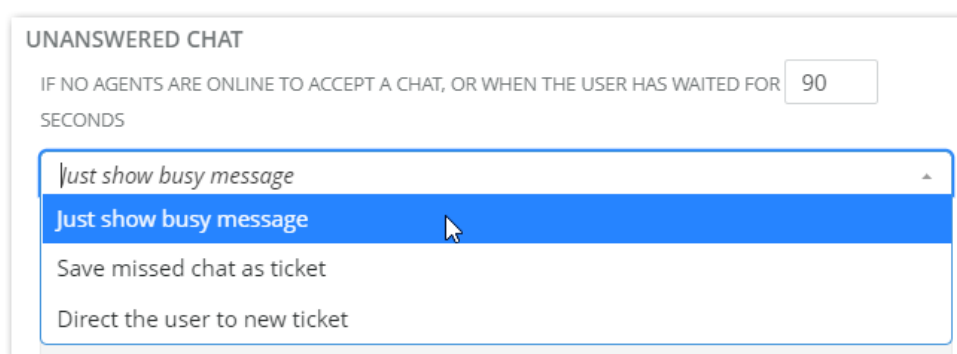 UNANSWERED CHAT
IF NO AGENTS ARE ONLINE TO ACCEPT A CHAT, OR WHEN THE USER HAS WAITED FOR 90
SECONDS
Just show busy message
Just show busy message
Save missed chat as ticket
Direct the user to new ticket